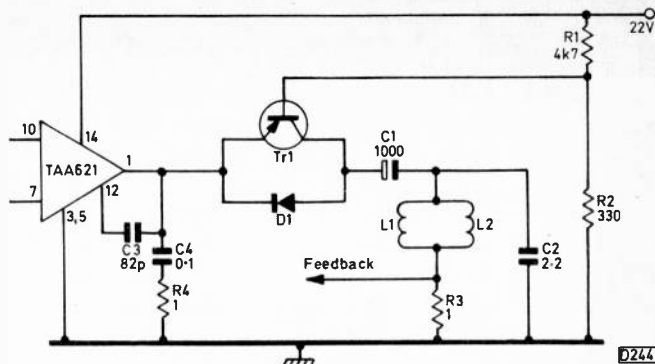 22V
R1
4k7
10
14
TAA621
1
7
12
3,5
C3
82p
C4
0·1
R4
1
Tr1
D1
C1
1000
L1
L2
Feedback
R3
1
C2
2·2
R2
330
D244